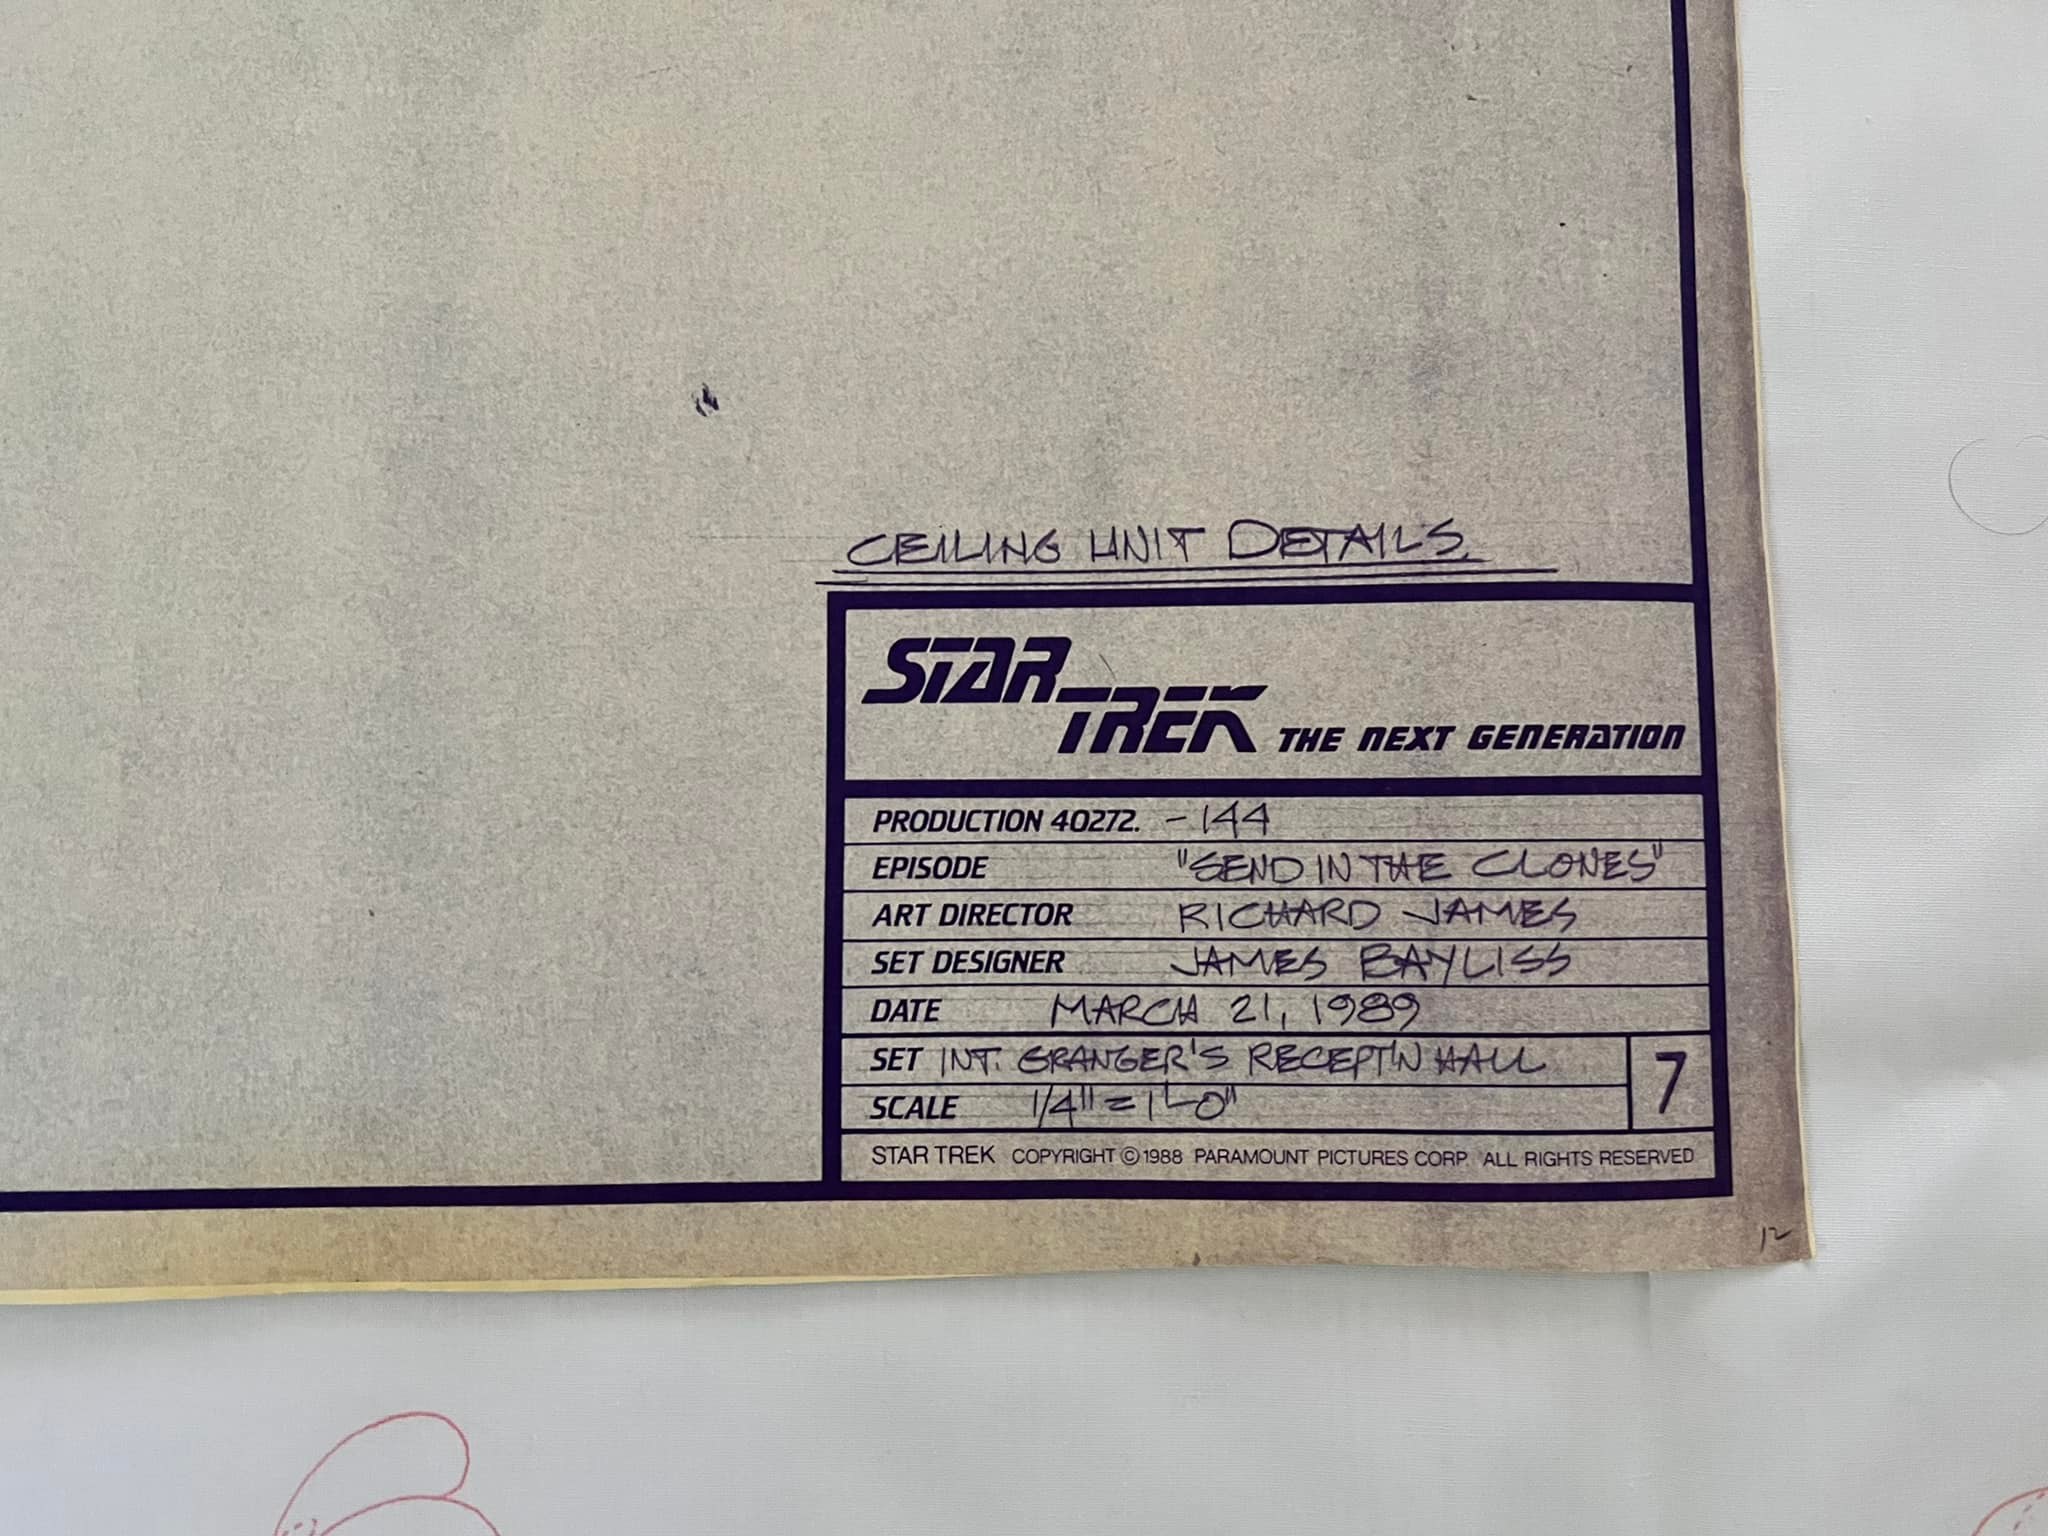 CEILING UNIT DETAILS.
STAR TREK THE NEXT GENERATION
PRODUCTION 40272. -144
EPISODE "SEND IN THE CLONES"
ART DIRECTOR RICHARD JAMES
SET DESIGNER JAMES BAYLISS
DATE MARCH 21, 1989
SET INT. GRANGER'S RECEPT'N HALL
7
SCALE 1/4" = 1'-0"
STAR TREK COPYRIGHT ©1988 PARAMOUNT PICTURES CORP. ALL RIGHTS RESERVED
12